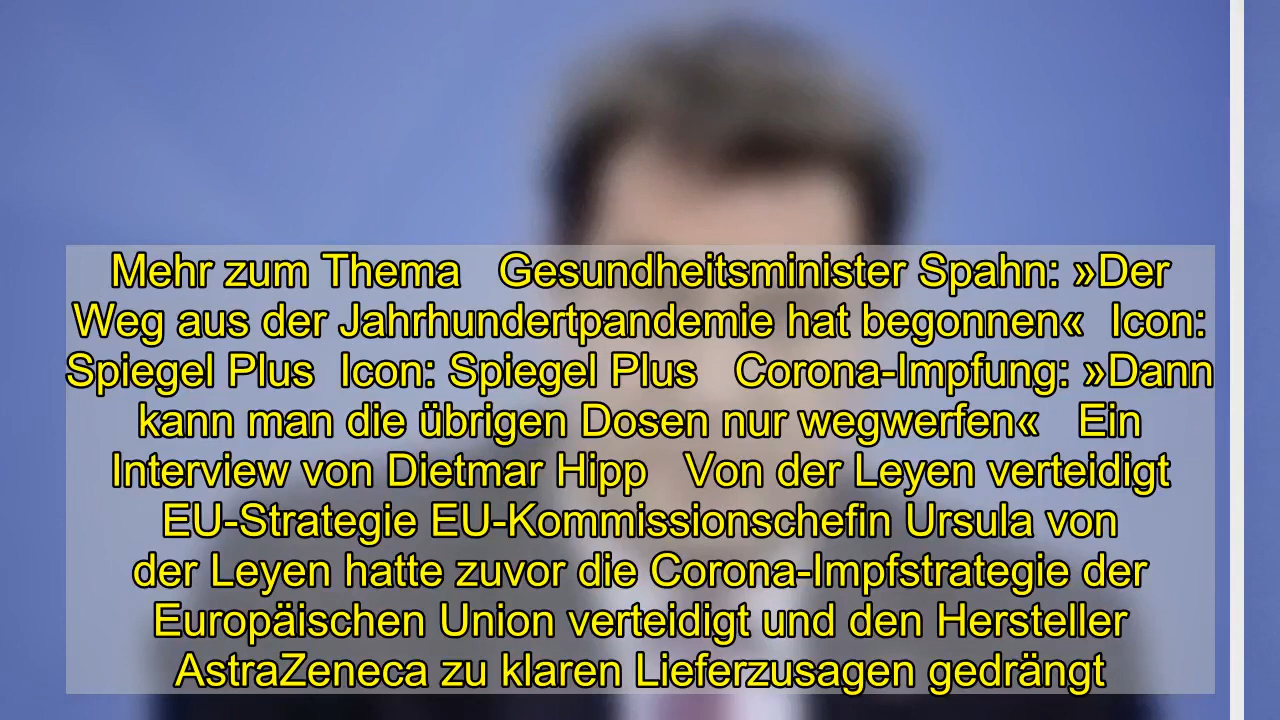 Mehr zum Thema Gesundheitsminister Spahn: »Der
Weg aus der Jahrhundertpandemie hat begonnen« Icon:
Spiegel Plus Icon: Spiegel Plus Corona-Impfung: »Dann
kann man die übrigen Dosen nur wegwerfen« Ein
Interview von Dietmar Hipp Von der Leyen verteidigt
EU-Strategie EU-Kommissionschefin Ursula von
der Leyen hatte zuvor die Corona-Impfstrategie der
Europäischen Union verteidigt und den Hersteller
AstraZeneca zu klaren Lieferzusagen gedrängt